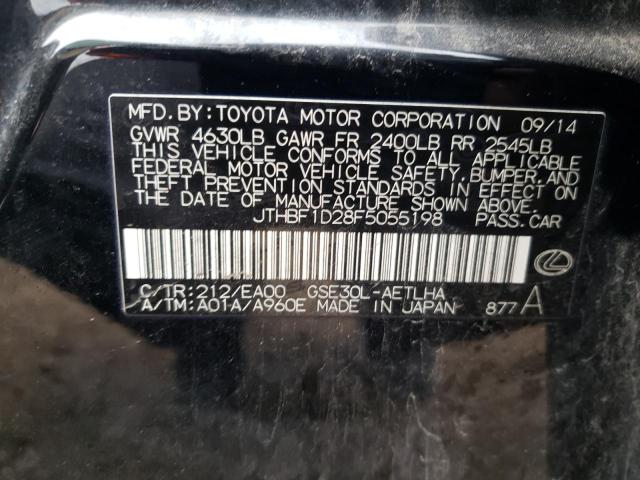 MFD. BY: TOYOTA MOTOR CORPORATION 09/14
GVWR 4630LB GAWR FR 2400LB RR 2545LB
THIS VEHICLE CONFORMS TO ALL APPLICABLE
FEDERAL MOTOR VEHICLE SAFETY, BUMPER, AND
THEFT PREVENTION STANDARDS IN EFFECT ON
THE DATE OF MANUFACTURE SHOWN ABOVE.
JTHBF1D28F5055198 PASS. CAR
C/TR: 212/EA00 GSE30L-AETLHA
A/TM: A01A/A960E MADE IN JAPAN 877 A